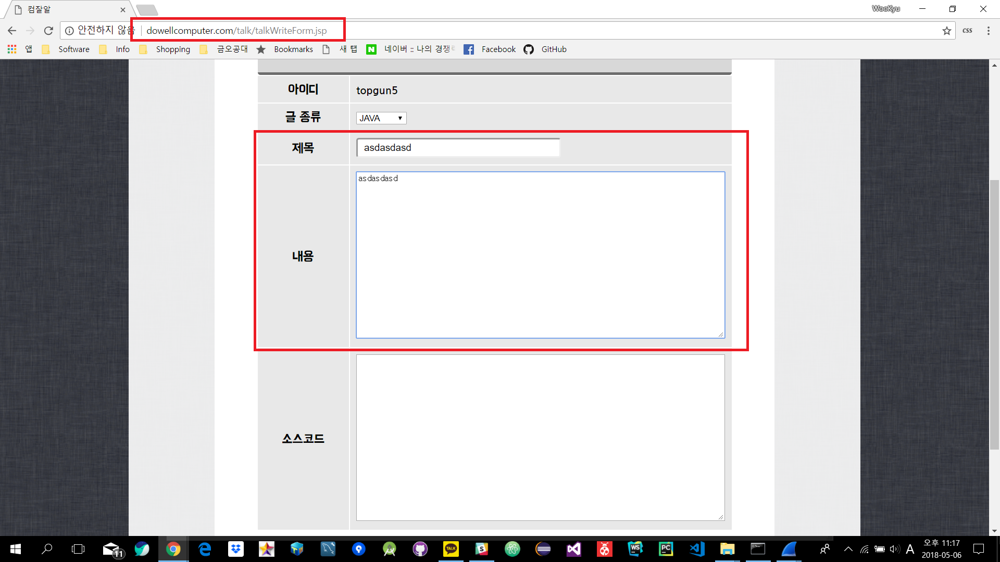 컴잘알
WooKyu
안전하지 않음 dowellcomputer.com/talk/talkWriteForm.jsp
css
앱 Software Info Shopping 금오공대 Bookmarks 새 탭 네이버 :: 나의 경쟁 Facebook GitHub
아이디 topgun5
글 종류 JAVA
제목 asdasdasd
내용 asdasdasd
소스코드
11 TALK S WS PC A 오후 11:17
2018-05-06